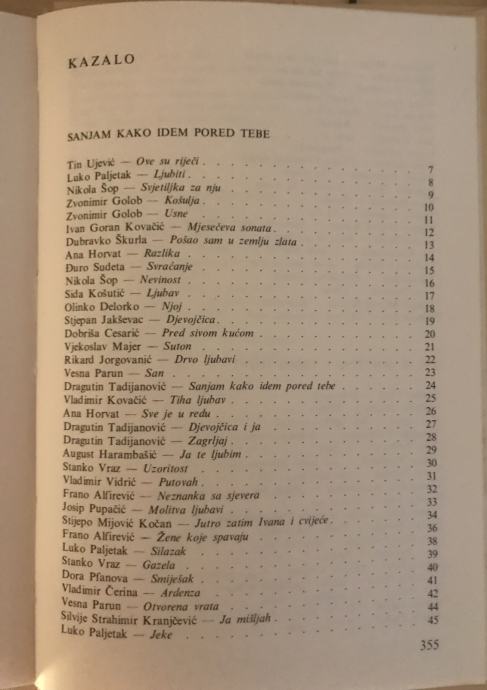 KAZALO
SANJAM KAKO IDEM PORED TEBE
Tin Ujević — Ove su riječi . . . . . 7
Luko Paljetak — Ljubiti . . . . . 8
Nikola Šop — Svjetiljka za nju . . . . . 9
Zvonimir Golob — Košulja . . . . . 10
Zvonimir Golob — Usne . . . . . 11
Ivan Goran Kovačić — Mjesečeva sonata . . . . . 12
Dubravko Škurla — Pošao sam u zemlju zlata . . . . . 13
Ana Horvat — Razlika . . . . . 14
Đuro Sudeta — Svraćanje . . . . . 15
Nikola Šop — Nevinost . . . . . 16
Sida Košutić — Ljubav . . . . . 17
Olinko Delorko — Njoj . . . . . 18
Stjepan Jakševac — Djevojčica . . . . . 19
Dobriša Cesarić — Pred sivom kućom . . . . . 20
Vjekoslav Majer — Suton . . . . . 21
Rikard Jorgovanić — Drvo ljubavi . . . . . 22
Vesna Parun — San . . . . . 23
Dragutin Tadijanović — Sanjam kako idem pored tebe . . . . . 24
Vladimir Kovačić — Tiha ljubav . . . . . 25
Ana Horvat — Sve je u redu . . . . . 26
Dragutin Tadijanović — Djevojčica i ja . . . . . 27
Dragutin Tadijanović — Zagrljaj . . . . . 28
August Harambašić — Ja te ljubim . . . . . 29
Stanko Vraz — Uzoritost . . . . . 30
Vladimir Vidrić — Putovah . . . . . 31
Frano Alfirević — Neznanka sa sjevera . . . . . 32
Josip Pupačić — Molitva ljubavi . . . . . 33
Stijepo Mijović Kočan — Jutro zatim Ivana i cvijeće . . . . . 34
Frano Alfirević — Žene koje spavaju . . . . . 36
Luko Paljetak — Silazak . . . . . 38
Stanko Vraz — Gazela . . . . . 39
Dora Pfanova — Smiješak . . . . . 40
Vladimir Čerina — Ardenza . . . . . 41
Vesna Parun — Otvorena vrata . . . . . 42
Silvije Strahimir Kranjčević — Ja mišljah . . . . . 44
Luko Paljetak — Jeke . . . . . 45
355